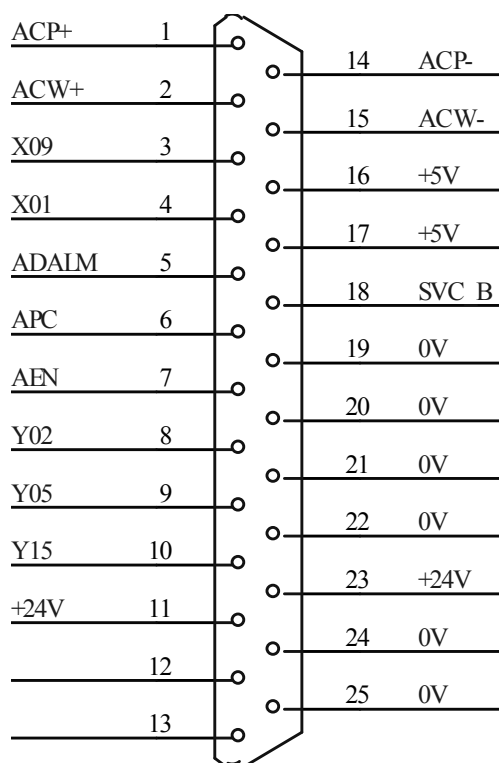 ACP+ 1
14 ACP-
ACW+ 2
15 ACW-
X09 3
16 +5V
X01 4
17 +5V
ADALM 5
18 SVC B
APC 6
19 0V
AEN 7
20 0V
Y02 8
21 0V
Y05 9
22 0V
Y15 10
23 +24V
+24V 11
24 0V
12
25 0V
13